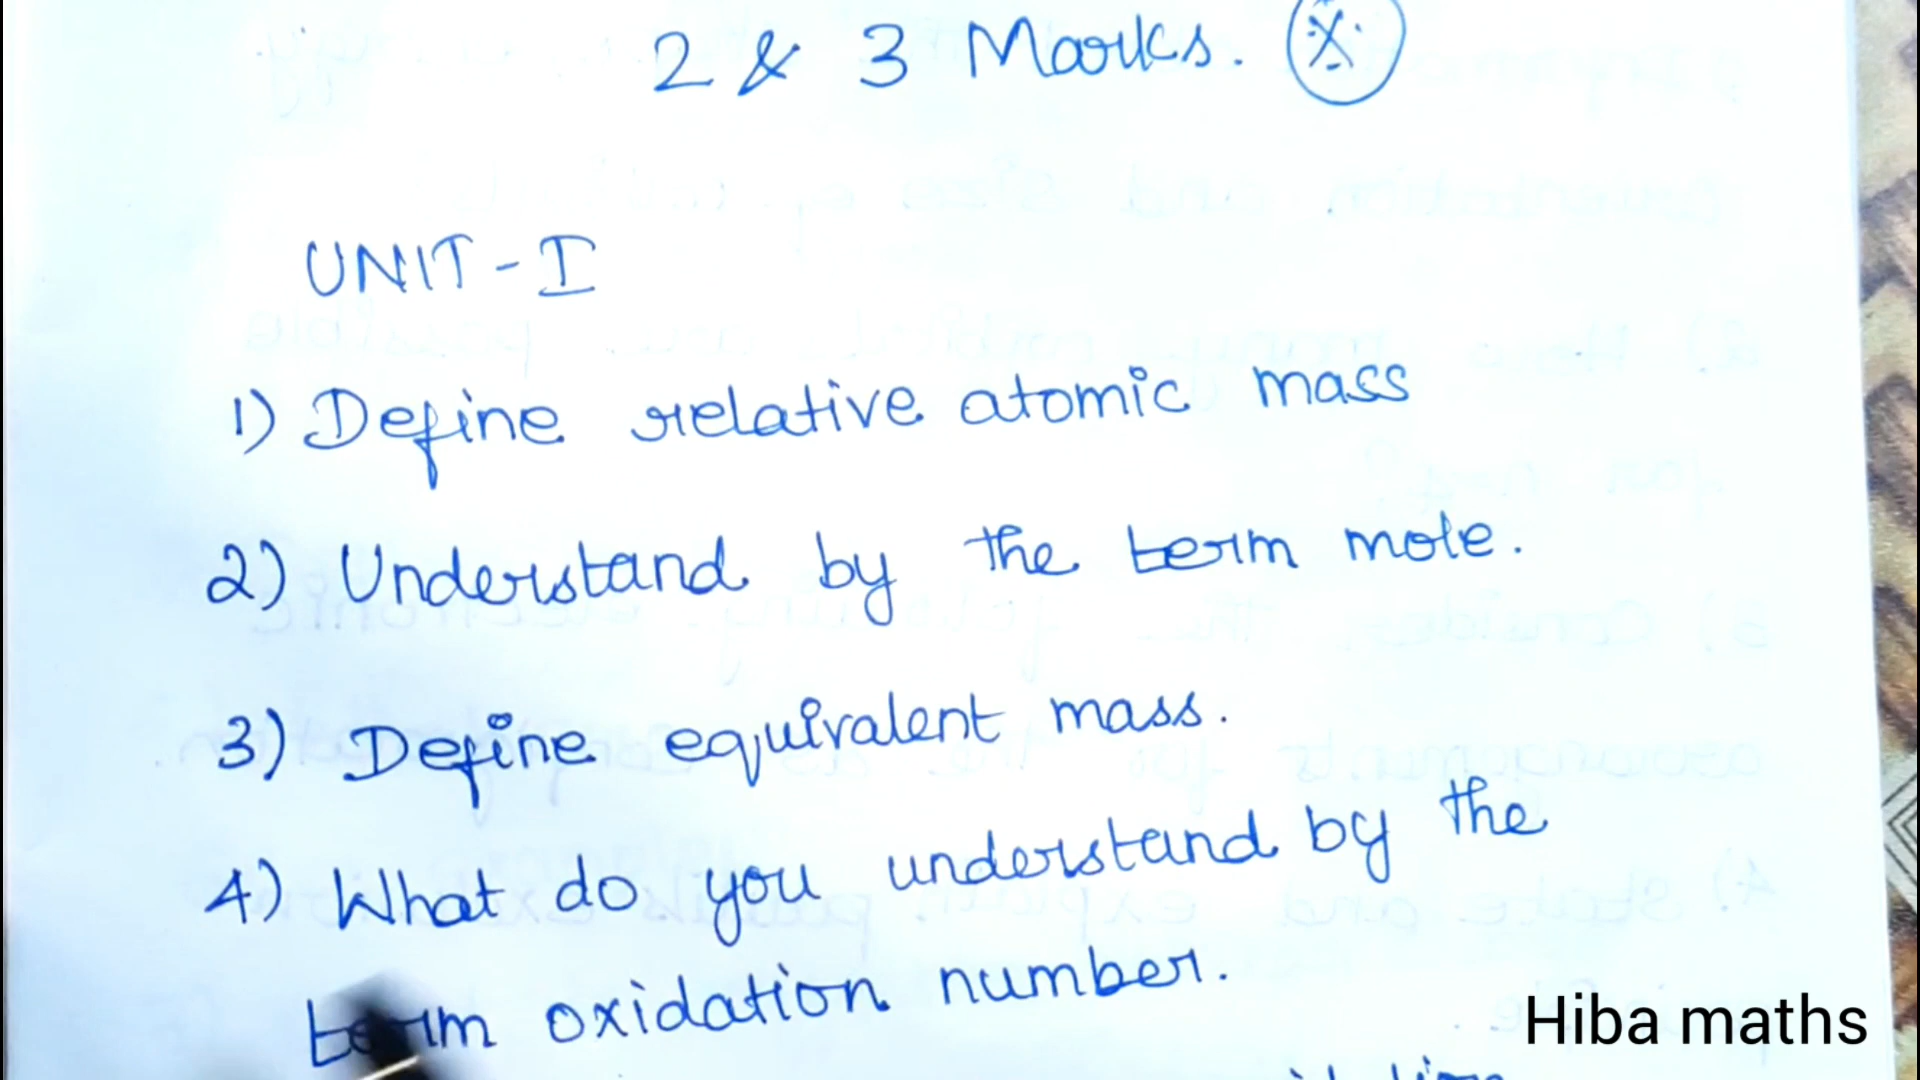 2 & 3 Marks.
UNIT-I
1) Define relative atomic mass
2) Understand by the term mole.
3) Define equivalent mass.
4) What do you understand by the
term oxidation number.
Hiba maths